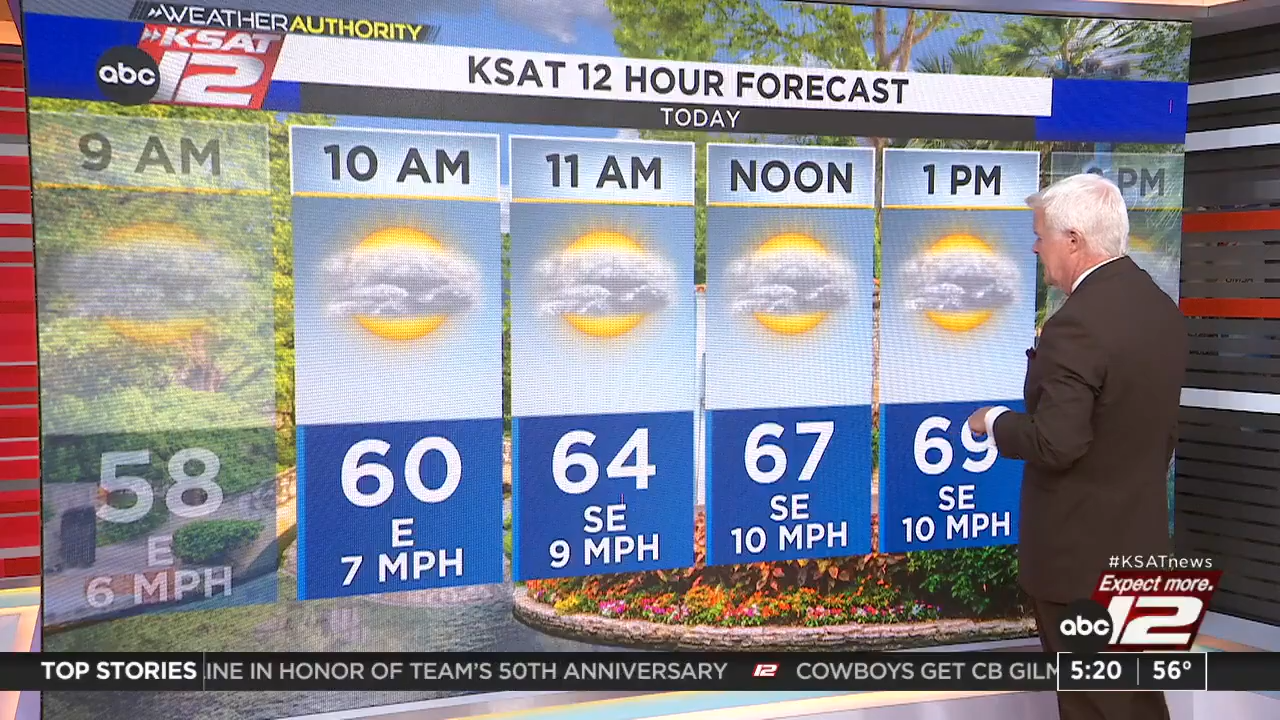 WEATHER AUTHORITY
KSAT
abc 12
KSAT 12 HOUR FORECAST
TODAY
9 AM
58
E
6 MPH
10 AM
60
E
7 MPH
11 AM
64
SE
9 MPH
NOON
67
SE
10 MPH
1 PM
69
SE
10 MPH
PM
#KSATnews
Expect more.
abc 12
TOP STORIES INE IN HONOR OF TEAM'S 50TH ANNIVERSARY 12 COWBOYS GET CB GILM 5:20 56°